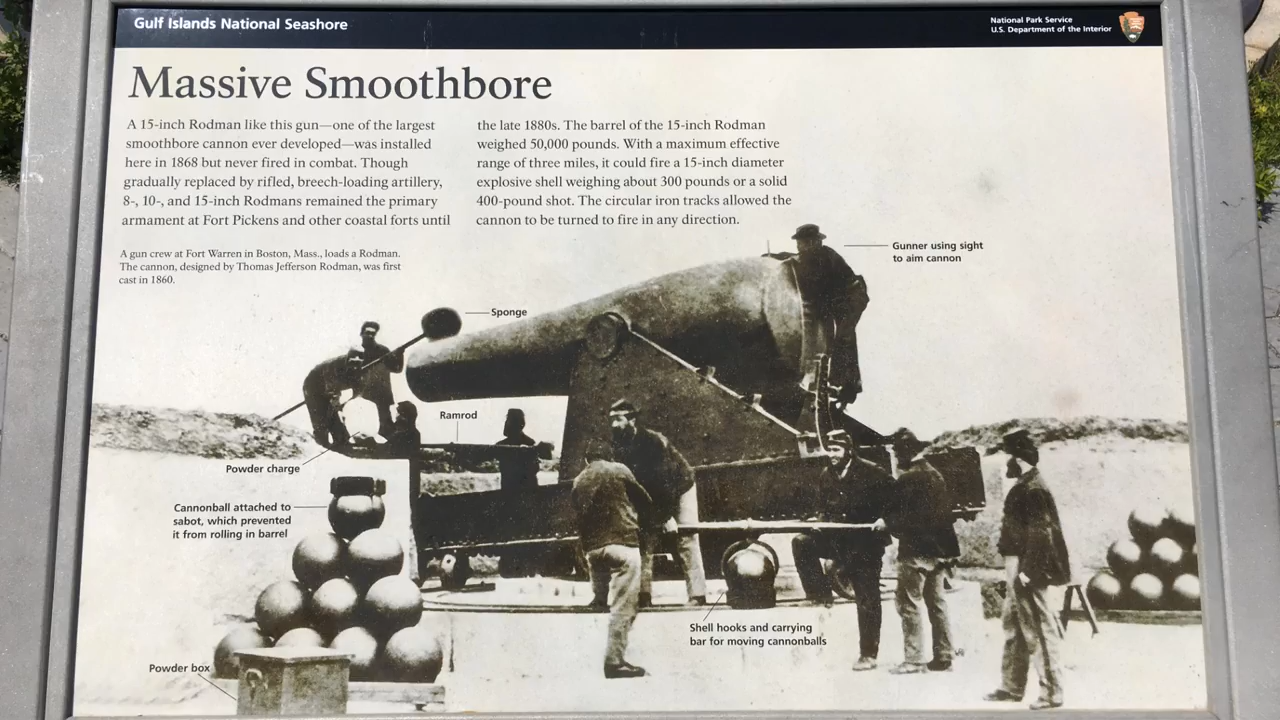 Gulf Islands National Seashore
National Park Service
U.S. Department of the Interior
Massive Smoothbore
A 15-inch Rodman like this gun—one of the largest
smoothbore cannon ever developed—was installed
here in 1868 but never fired in combat. Though
gradually replaced by rifled, breech-loading artillery,
8-, 10-, and 15-inch Rodmans remained the primary
armament at Fort Pickens and other coastal forts until
the late 1880s. The barrel of the 15-inch Rodman
weighed 50,000 pounds. With a maximum effective
range of three miles, it could fire a 15-inch diameter
explosive shell weighing about 300 pounds or a solid
400-pound shot. The circular iron tracks allowed the
cannon to be turned to fire in any direction.
A gun crew at Fort Warren in Boston, Mass., loads a Rodman.
The cannon, designed by Thomas Jefferson Rodman, was first
cast in 1860.
Gunner using sight
to aim cannon
Sponge
Ramrod
Powder charge
Cannonball attached to
sabot, which prevented
it from rolling in barrel
Shell hooks and carrying
bar for moving cannonballs
Powder box